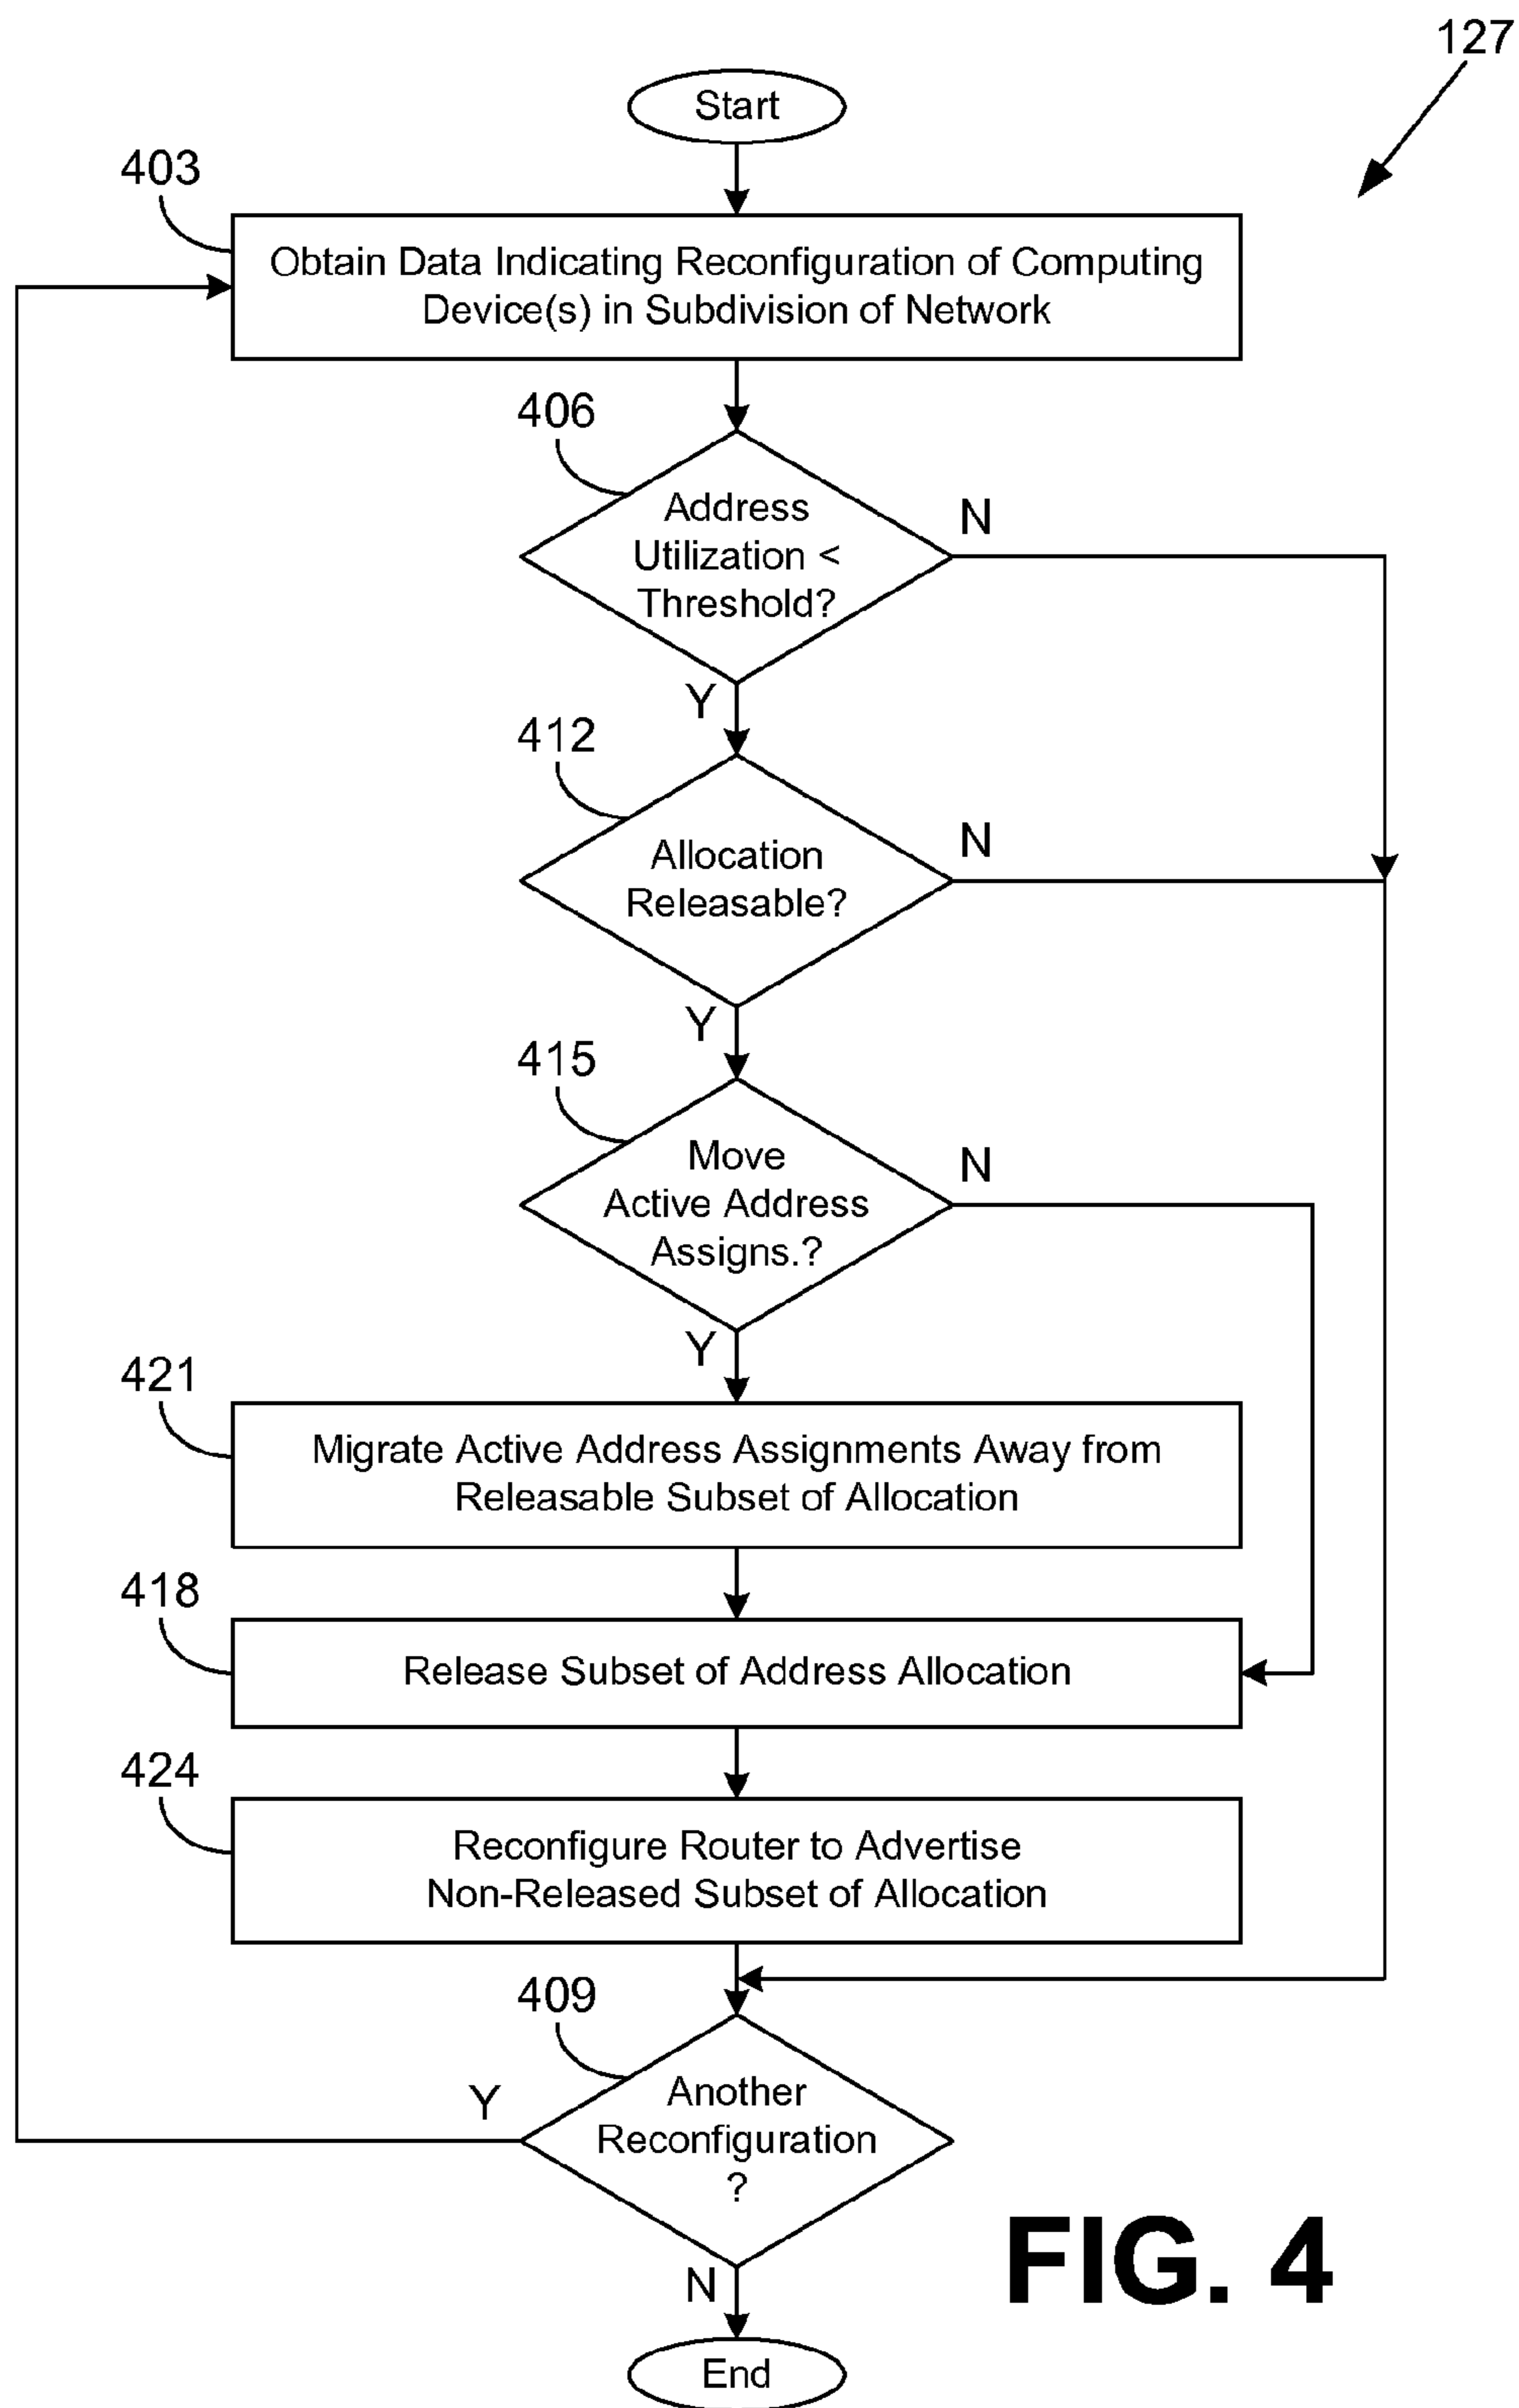 127
Start
403
Obtain Data Indicating Reconfiguration of Computing
Device(s) in Subdivision of Network
406
Address
Utilization <
Threshold?
N
Y
412
Allocation
Releasable?
N
Y
415
Move
Active Address
Assigns.?
N
Y
421
Migrate Active Address Assignments Away from
Releasable Subset of Allocation
418
Release Subset of Address Allocation
424
Reconfigure Router to Advertise
Non-Released Subset of Allocation
409
Another
Reconfiguration
?
Y
N
End
FIG. 4